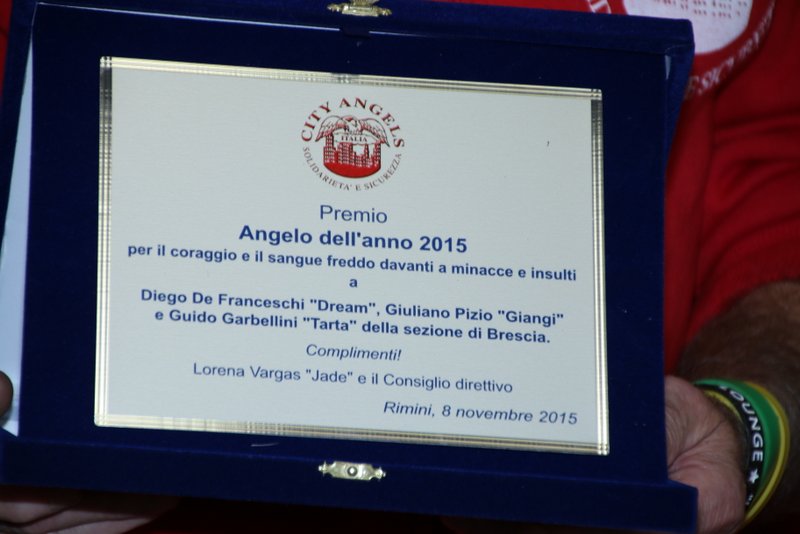 CITY ANGELS
ITALIA
SOLIDARIETA' E SICUREZZA
Premio
Angelo dell'anno 2015
per il coraggio e il sangue freddo davanti a minacce e insulti
a
Diego De Franceschi "Dream", Giuliano Pizio "Giangi"
e Guido Garbellini "Tarta" della sezione di Brescia.
Complimenti!
Lorena Vargas "Jade" e il Consiglio direttivo
Rimini, 8 novembre 2015
OUNGE ★